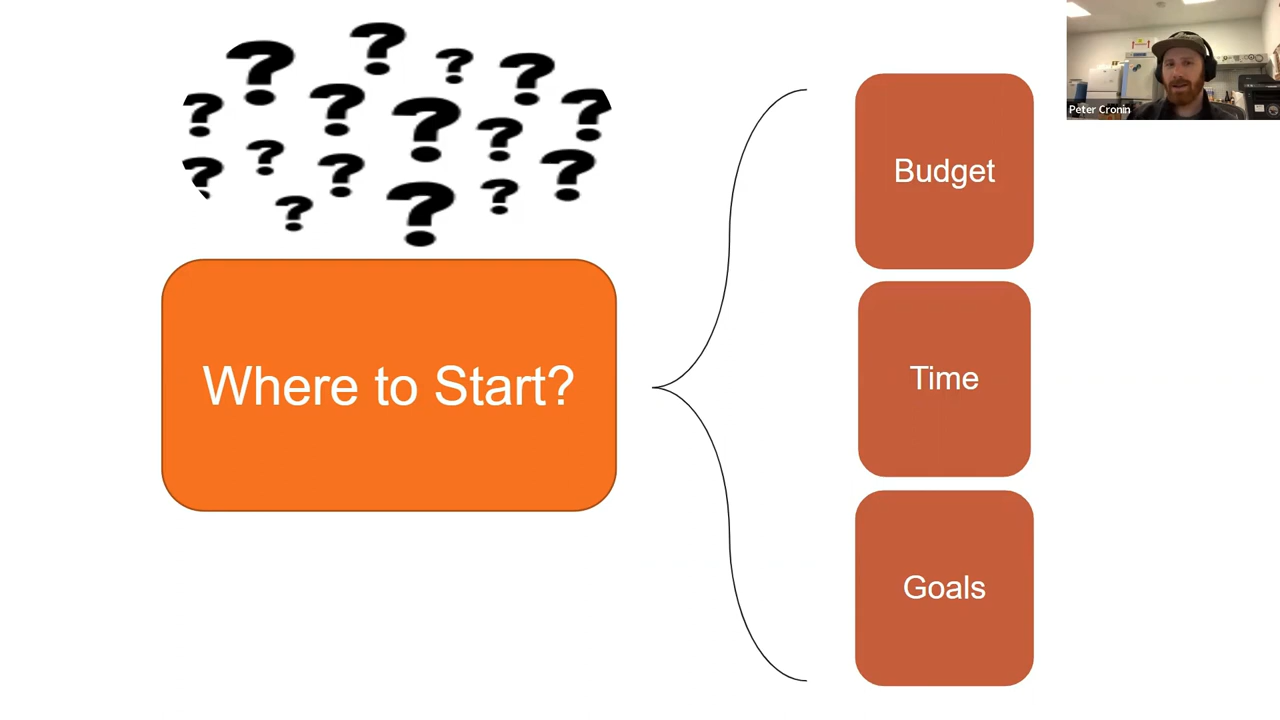 ? ? ? ? ? ? ? ? ? ? ? ? ? ? ? ? ?
Where to Start?
Budget
Time
Goals
Peter Cronin